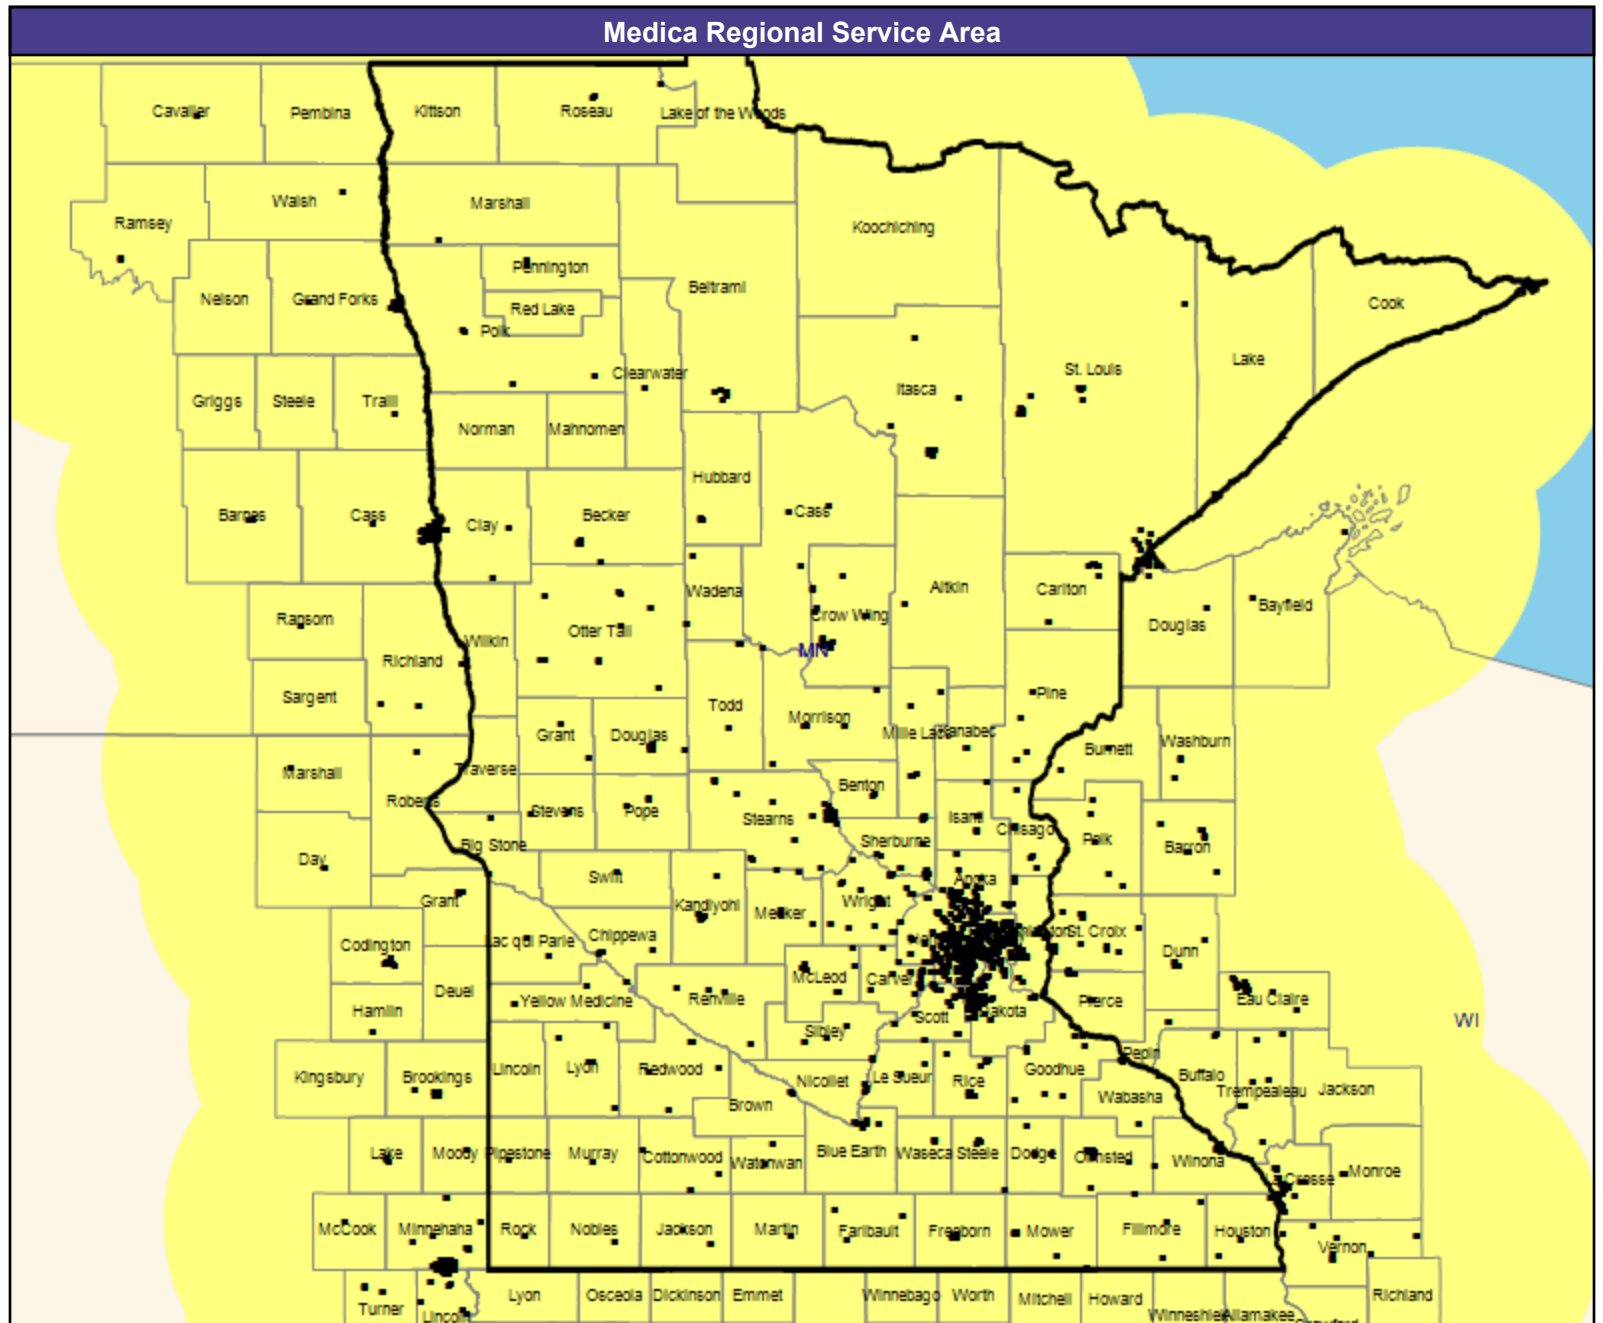 Medica Regional Service Area
Cavalier
Pembina
Kittson
Roseau
Lake of the Woods
Walsh
Marshall
Ramsey
Koochiching
Pennington
Nelson
Grand Forks
Beltrami
Red Lake
Cook
Polk
Lake
St. Louis
Clearwater
Itasca
Griggs
Steele
Traill
Norman
Mahnomen
Hubbard
Barnes
Cass
Clay
Becker
Cass
Aitkin
Carlton
Wadena
Ransom
Crow Wing
Bayfield
Douglas
Otter Tail
Wilkin
MN
Richland
Sargent
Pine
Todd
Morrison
Mille Lacs
Kanabec
Grant
Douglas
Burnett
Washburn
Marshall
Traverse
Benton
Roberts
Stevens
Pope
Stearns
Isanti
Chisago
Sherburne
Polk
Barron
Big Stone
Day
Swift
Anoka
Grant
Kandiyohi
Meeker
Wright
Codington
Lac qui Parle
Chippewa
St. Croix
Dunn
McLeod
Carver
Deuel
Yellow Medicine
Renville
Pierce
Eau Claire
Hamlin
Scott
Dakota
WI
Sibley
Pepin
Kingsbury
Brookings
Lincoln
Lyon
Redwood
Nicollet
Le Sueur
Rice
Goodhue
Buffalo
Trempealeau
Jackson
Wabasha
Brown
Lake
Moody
Pipestone
Murray
Cottonwood
Watonwan
Blue Earth
Waseca
Steele
Dodge
Olmsted
Winona
Monroe
McCook
Minnehaha
Rock
Nobles
Jackson
Martin
Faribault
Freeborn
Mower
Fillmore
Houston
Vernon
Turner
Lincoln
Lyon
Osceola
Dickinson
Emmet
Winnebago
Worth
Mitchell
Howard
Richland
Allamakee